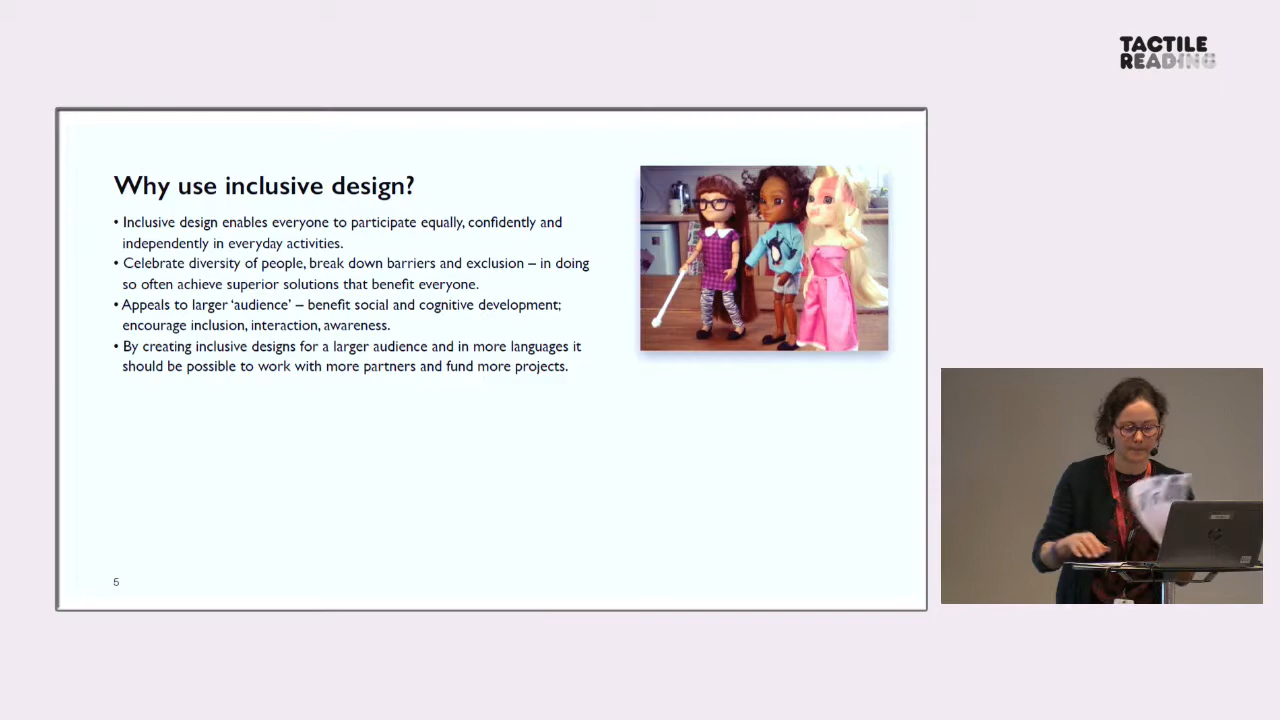 TACTILE
READING
Why use inclusive design?
• Inclusive design enables everyone to participate equally, confidently and
independently in everyday activities.
• Celebrate diversity of people, break down barriers and exclusion – in doing
so often achieve superior solutions that benefit everyone.
• Appeals to larger ‘audience’ – benefit social and cognitive development;
encourage inclusion, interaction, awareness.
• By creating inclusive designs for a larger audience and in more languages it
should be possible to work with more partners and fund more projects.
5